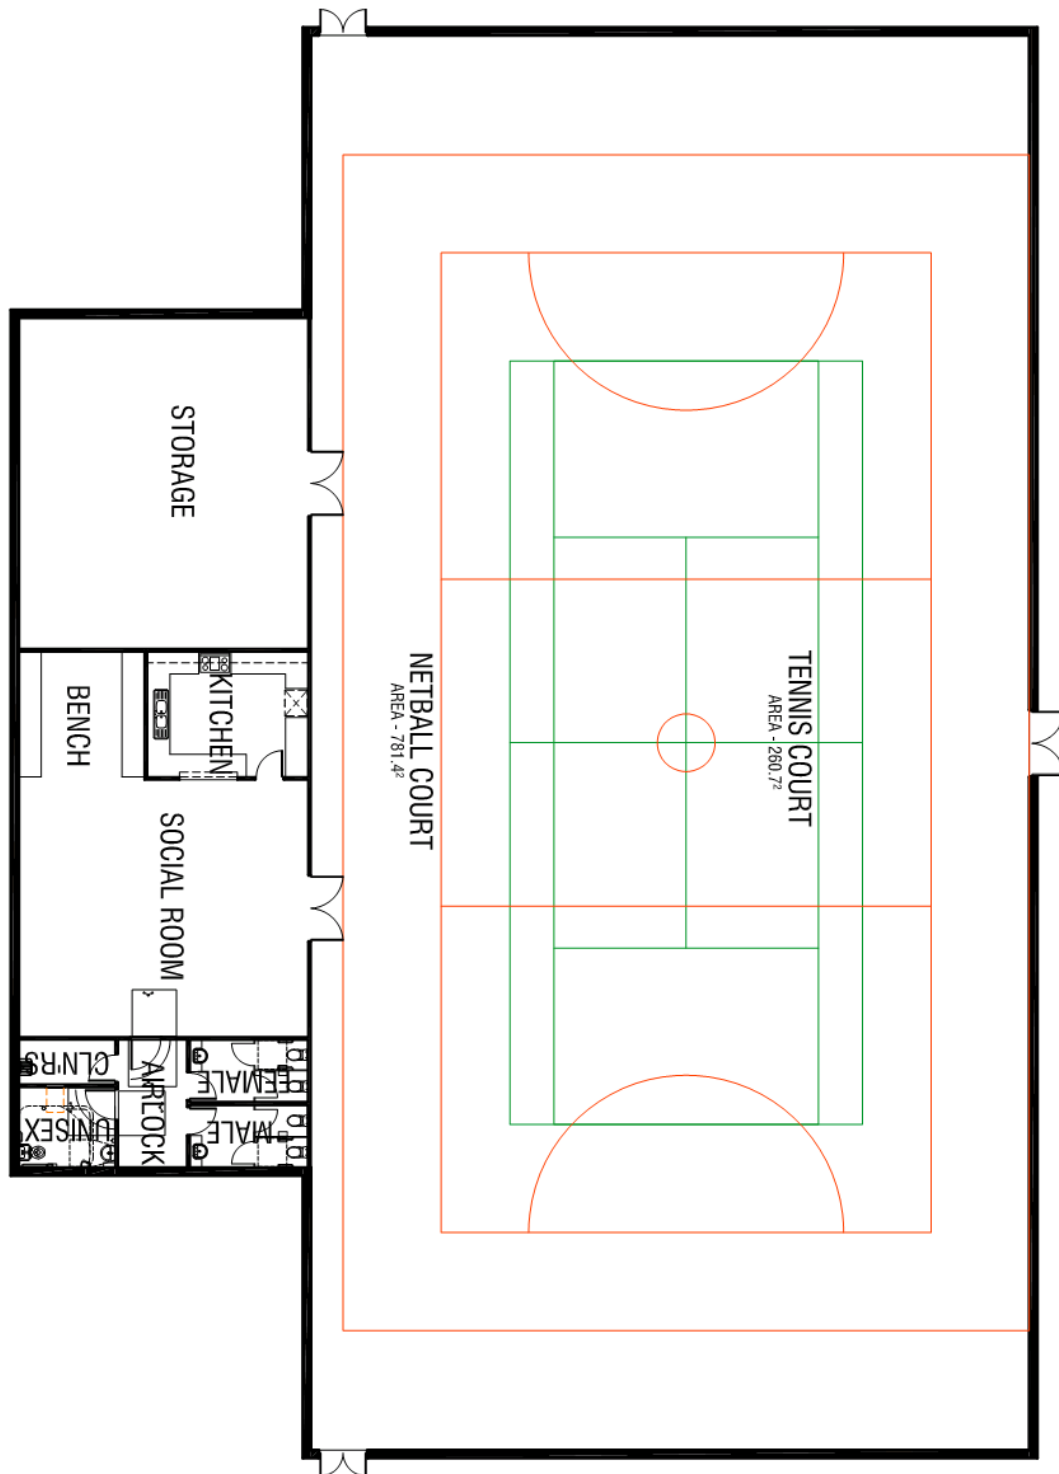 STORAGE
BENCH
KITCHEN
SOCIAL ROOM
CLN'RS
AIRLOCK
FEMALE
UNISEX
MALE
NETBALL COURT
AREA - 781.4²
TENNIS COURT
AREA - 260.7²